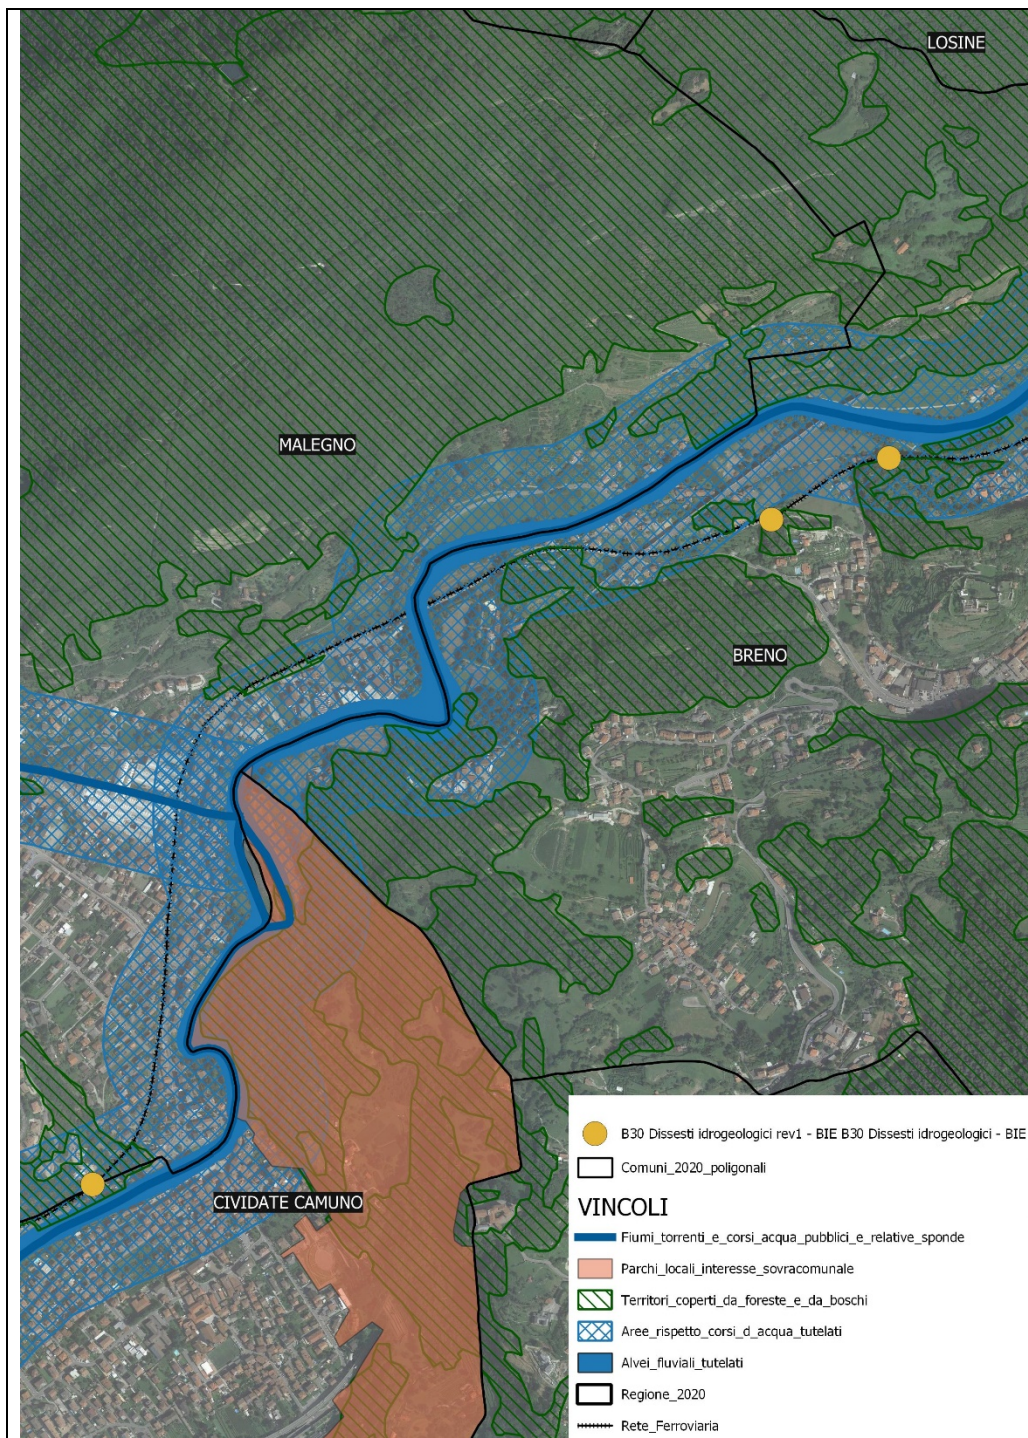 LOSINE
MALEGNO
BRENO
CIVIDATE CAMUNO
B30 Dissesti idrogeologici rev1 - BIE B30 Dissesti idrogeologici - BIE
Comuni_2020_poligonali
VINCOLI
Fiumi_torrenti_e_corsi_acqua_pubblici_e_relative_sponde
Parchi_locali_interesse_sovracomunale
Territori_coperti_da_foreste_e_da_boschi
Aree_rispetto_corsi_d_acqua_tutelati
Alvei_fluviali_tutelati
Regione_2020
Rete_Ferroviaria